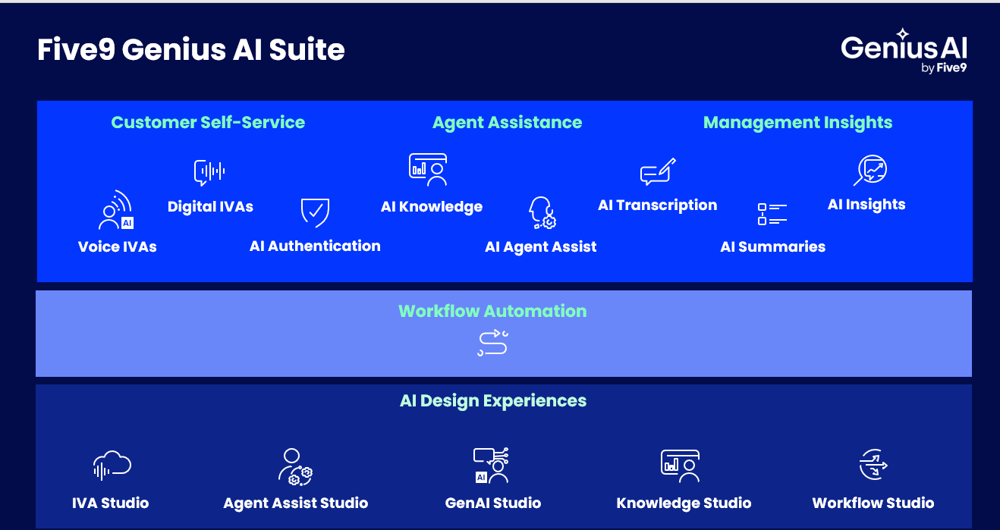 Five9 Genius AI Suite
GeniusAI
by Five9
Customer Self-Service
Agent Assistance
Management Insights
Digital IVAs
AI Knowledge
AI Transcription
AI Insights
AI
Voice IVAs
AI Authentication
AI Agent Assist
AI Summaries
Workflow Automation
AI Design Experiences
AI
IVA Studio
Agent Assist Studio
GenAI Studio
Knowledge Studio
Workflow Studio